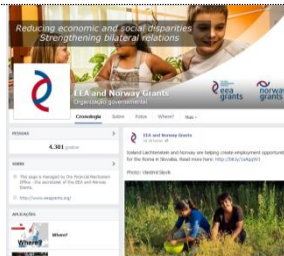 Reducing economic and social disparities
Strengthening bilateral relations
EEA and Norway Grants
Organização governamental
eea grants
norway grants
Cronologia Sobre Fotos Where? Mais
PESSOAS
4.301 gostos
SOBRE
The page is managed by the Financial Mechanism
Office - the secretariat of the EEA and Norway
Grants.
http://www.eeagrants.org/
APLICAÇÕES
Where?
Where?
EEA and Norway Grants
Iceland Liechtenstein and Norway are helping create employment opportunit
for the Roma in Slovakia. Read more here:
Photo: